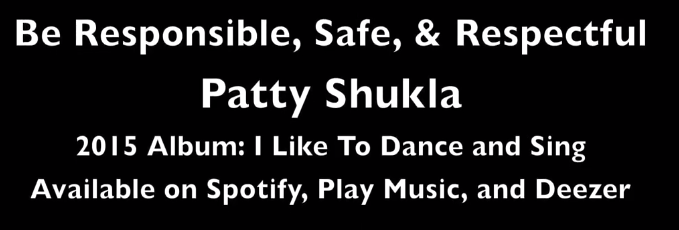 Be Responsible, Safe, & Respectful
Patty Shukla
2015 Album: I Like To Dance and Sing
Available on Spotify, Play Music, and Deezer